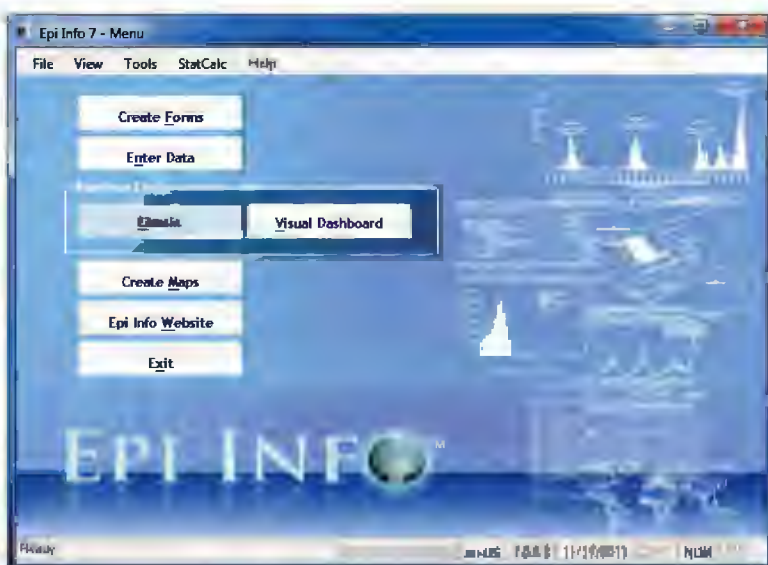 Epi Info 7 - Menu
File View Tools StatCalc Help
Create Forms
Enter Data
Classic Visual Dashboard
Create Maps
Epi Info Website
Exit
EPI INFO
Ready
NUM